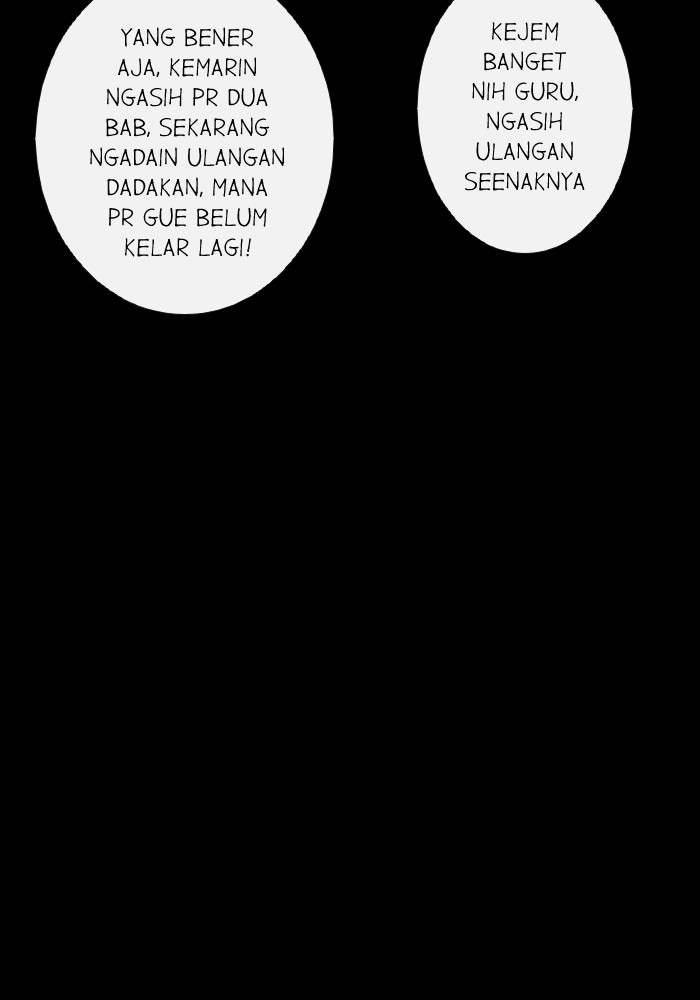 YANG BENER
AJA, KEMARIN
NGASIH PR DUA
BAB, SEKARANG
NGADAIN ULANGAN
DADAKAN, MANA
PR GUE BELUM
KELAR LAGI!
KEJEM
BANGET
NIH GURU,
NGASIH
ULANGAN
SEENAKNYA